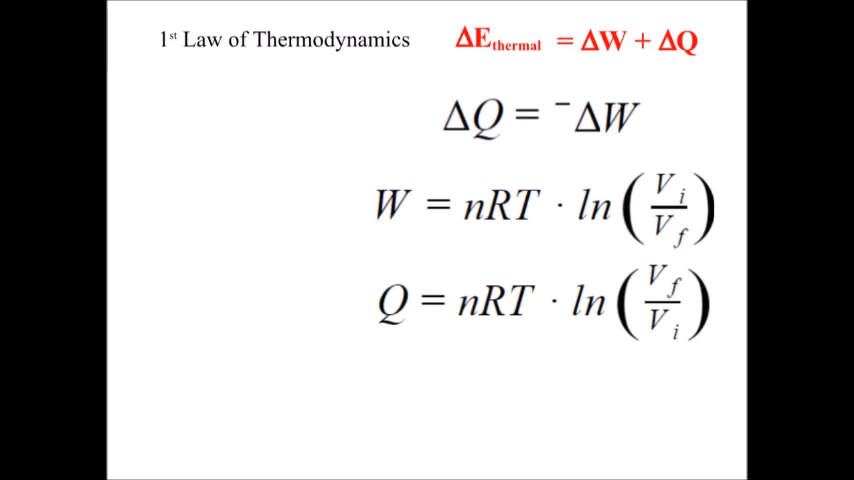 1st Law of Thermodynamics ΔEthermal = ΔW + ΔQ
ΔQ = ⁻ΔW
W = nRT · ln(Vi/Vf)
Q = nRT · ln(Vf/Vi)